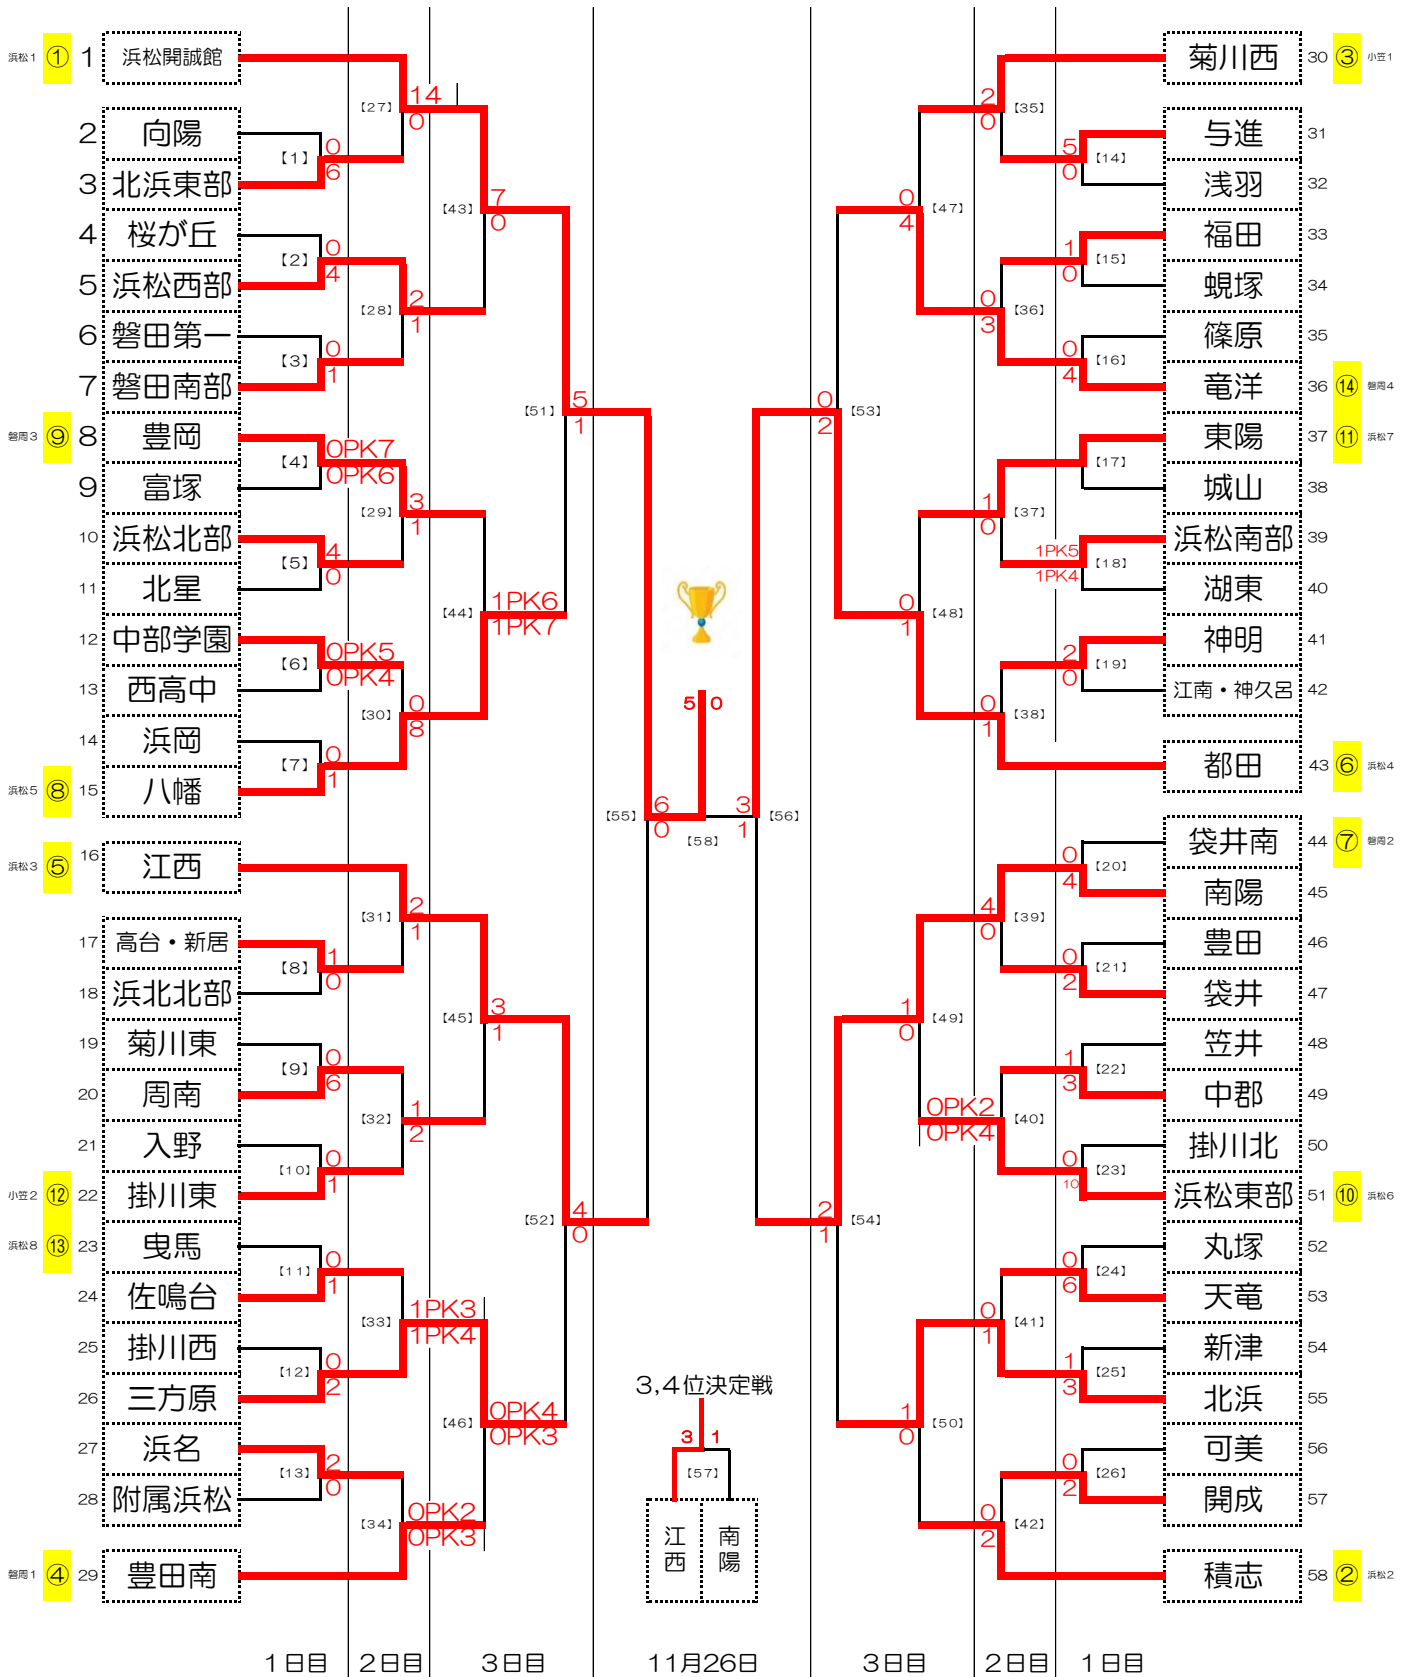 浜松1 ① 1 浜松開誠館
2 向陽
3 北浜東部
4 桜が丘
5 浜松西部
6 磐田第一
7 磐田南部
磐周3 ⑨ 8 豊岡
9 富塚
10 浜松北部
11 北星
12 中部学園
13 西高中
14 浜岡
浜松5 ⑧ 15 八幡
浜松3 ⑤ 16 江西
17 高台・新居
18 浜北北部
19 菊川東
20 周南
21 入野
小笠2 ⑫ 22 掛川東
浜松8 ⑬ 23 曳馬
24 佐鳴台
25 掛川西
26 三方原
27 浜名
28 附属浜松
磐周1 ④ 29 豊田南
【1】 0 6
【2】 0 4
【3】 0 1
【4】 0PK7 0PK6
【5】 4 0
【6】 0PK5 0PK4
【7】 0 1
【8】 1 0
【9】 0 6
【10】 0 1
【11】 0 1
【12】 0 2
【13】 2 0
【27】 14 0
【28】 2 1
【29】 3 1
【30】 0 8
【31】 2 1
【32】 1 2
【33】 1PK3 1PK4
【34】 0PK2 0PK3
【43】 7 0
【44】 1PK6 1PK7
【45】 3 1
【46】 0PK4 0PK3
【51】 5 1
【52】 4 0
【55】 6 0
5 0
【58】
3 1 【56】
0 2 【53】
2 1 【54】
0 4 【47】
0 1 【48】
1 0 【49】
1 0 【50】
2 0 【35】
0 3 【36】
1 0 【37】
0 1 【38】
4 0 【39】
0PK2 0PK4 【40】
0 1 【41】
0 2 【42】
5 0 【14】
1 0 【15】
0 4 【16】
【17】
1PK5 1PK4 【18】
2 0 【19】
0 4 【20】
0 2 【21】
1 3 【22】
0 10 【23】
0 6 【24】
1 3 【25】
0 2 【26】
菊川西 30 ③ 小笠1
与進 31
浅羽 32
福田 33
蜆塚 34
篠原 35
竜洋 36 ⑭ 磐周4
東陽 37 ⑪ 浜松7
城山 38
浜松南部 39
湖東 40
神明 41
江南・神久呂 42
都田 43 ⑥ 浜松4
袋井南 44 ⑦ 磐周2
南陽 45
豊田 46
袋井 47
笠井 48
中郡 49
掛川北 50
浜松東部 51 ⑩ 浜松6
丸塚 52
天竜 53
新津 54
北浜 55
可美 56
開成 57
積志 58 ② 浜松2
3,4位決定戦
3 1
【57】
江西 南陽
1日目 2日目 3日目 11月26日 3日目 2日目 1日目